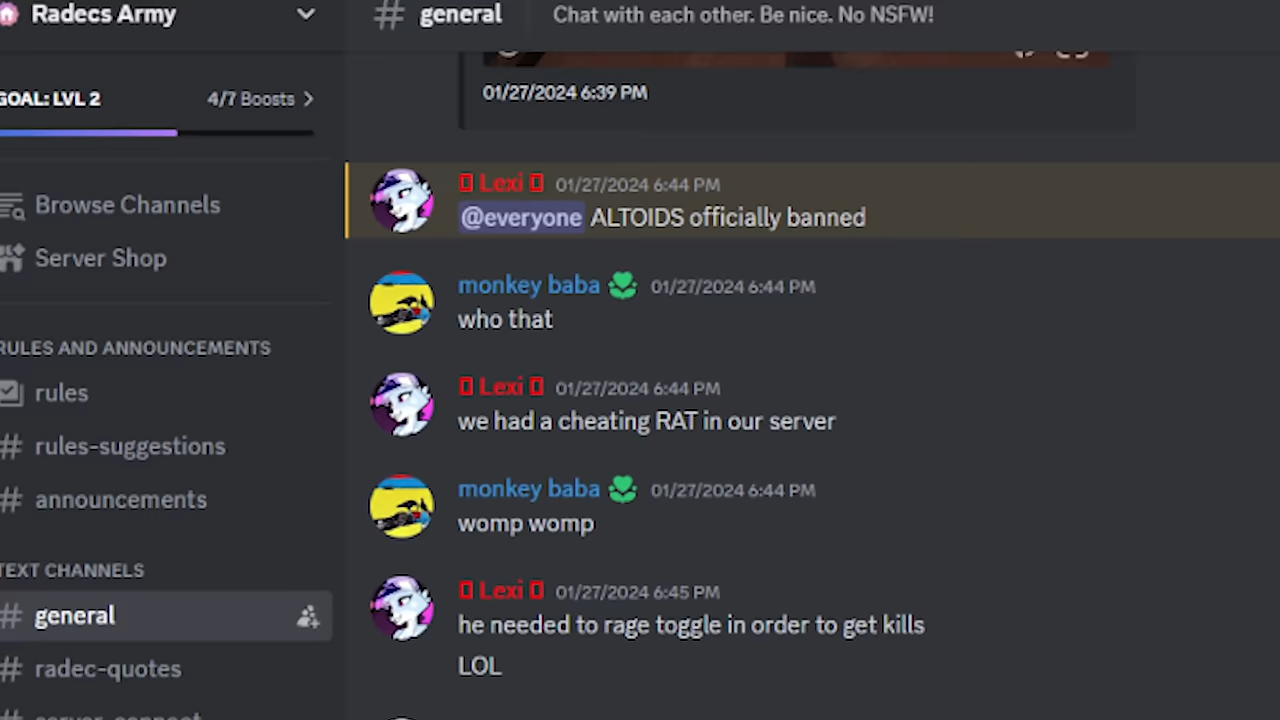 Radecs Army
# general
Chat with each other. Be nice. No NSFW!
GOAL: LVL 2
4/7 Boosts
01/27/2024 6:39 PM
Browse Channels
Server Shop
RULES AND ANNOUNCEMENTS
rules
# rules-suggestions
# announcements
TEXT CHANNELS
# general
# radec-quotes
Lexi 01/27/2024 6:44 PM
@everyone ALTOIDS officially banned
monkey baba 01/27/2024 6:44 PM
who that
Lexi 01/27/2024 6:44 PM
we had a cheating RAT in our server
monkey baba 01/27/2024 6:44 PM
womp womp
Lexi 01/27/2024 6:45 PM
he needed to rage toggle in order to get kills
LOL